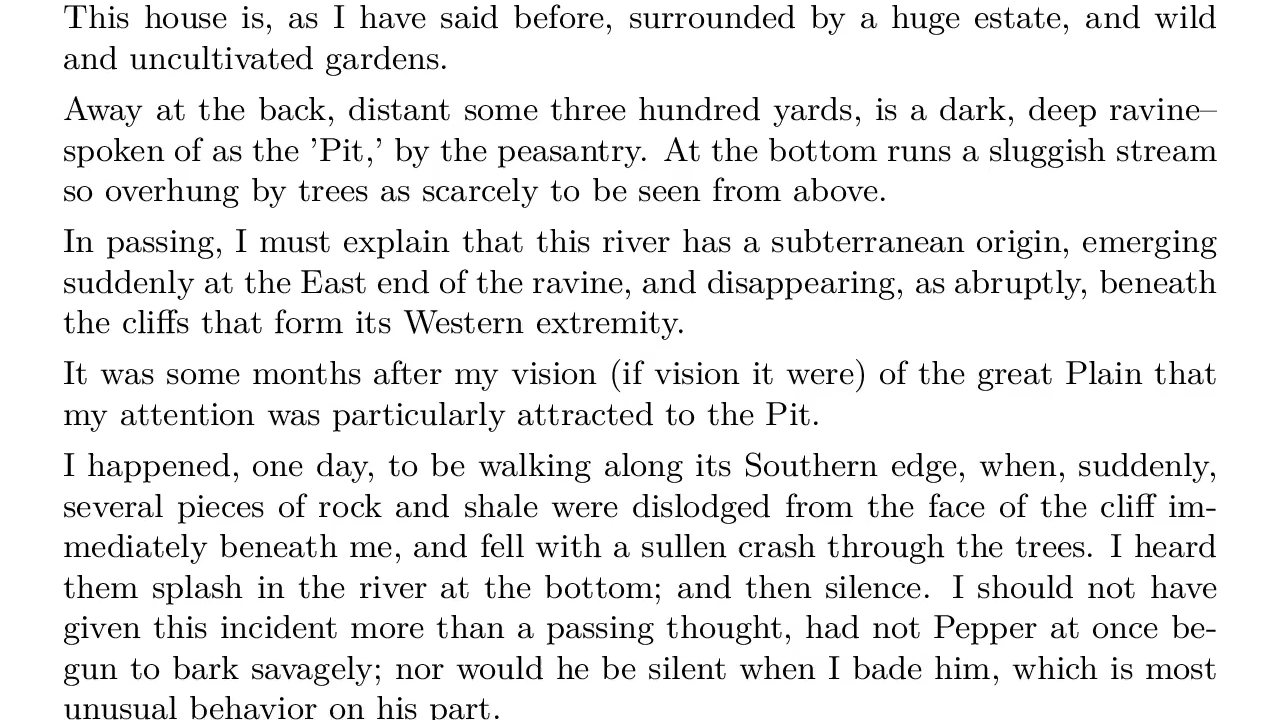 This house is, as I have said before, surrounded by a huge estate, and wild
and uncultivated gardens.
Away at the back, distant some three hundred yards, is a dark, deep ravine–
spoken of as the ’Pit,’ by the peasantry. At the bottom runs a sluggish stream
so overhung by trees as scarcely to be seen from above.
In passing, I must explain that this river has a subterranean origin, emerging
suddenly at the East end of the ravine, and disappearing, as abruptly, beneath
the cliffs that form its Western extremity.
It was some months after my vision (if vision it were) of the great Plain that
my attention was particularly attracted to the Pit.
I happened, one day, to be walking along its Southern edge, when, suddenly,
several pieces of rock and shale were dislodged from the face of the cliff im-
mediately beneath me, and fell with a sullen crash through the trees. I heard
them splash in the river at the bottom; and then silence. I should not have
given this incident more than a passing thought, had not Pepper at once be-
gun to bark savagely; nor would he be silent when I bade him, which is most
unusual behavior on his part.